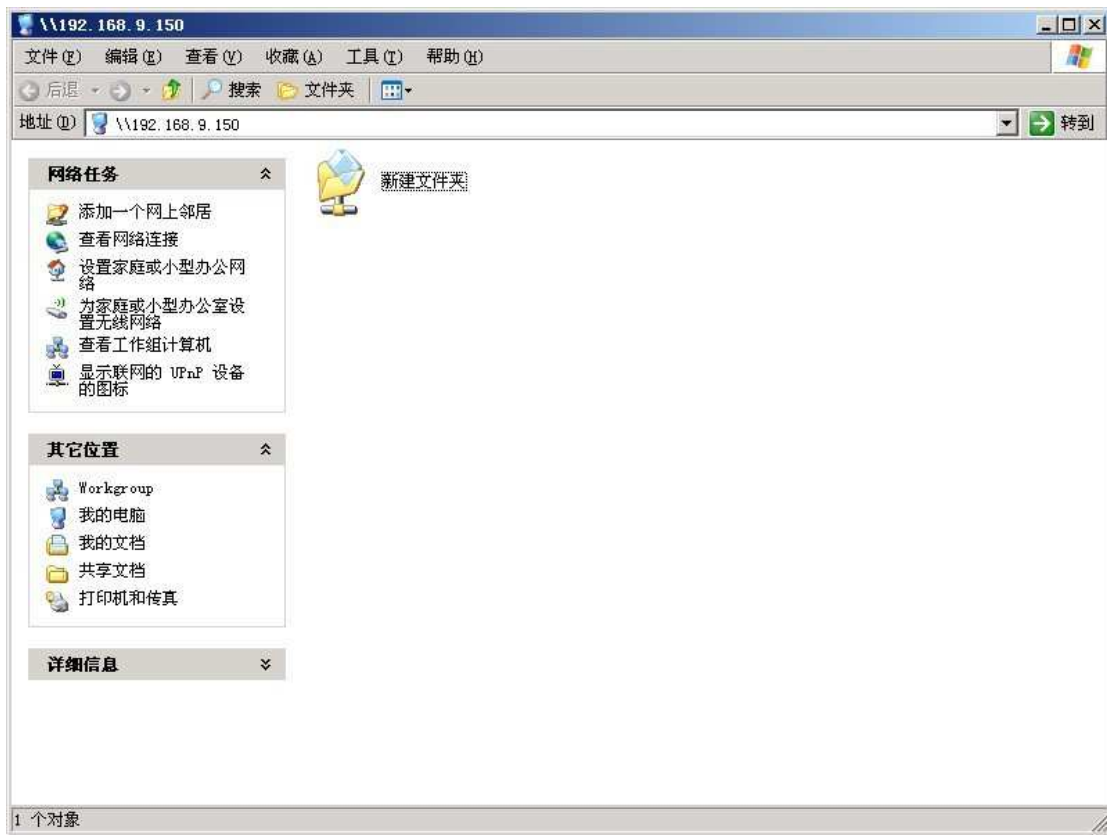 \\192.168.9.150
文件(F) 编辑(E) 查看(V) 收藏(A) 工具(T) 帮助(H)
后退 搜索 文件夹
地址(D) \\192.168.9.150 转到
网络任务
添加一个网上邻居
查看网络连接
设置家庭或小型办公网
络
为家庭或小型办公室设
置无线网络
查看工作组计算机
显示联网的 UPnP 设备
的图标
其它位置
Workgroup
我的电脑
我的文档
共享文档
打印机和传真
详细信息
新建文件夹
1 个对象